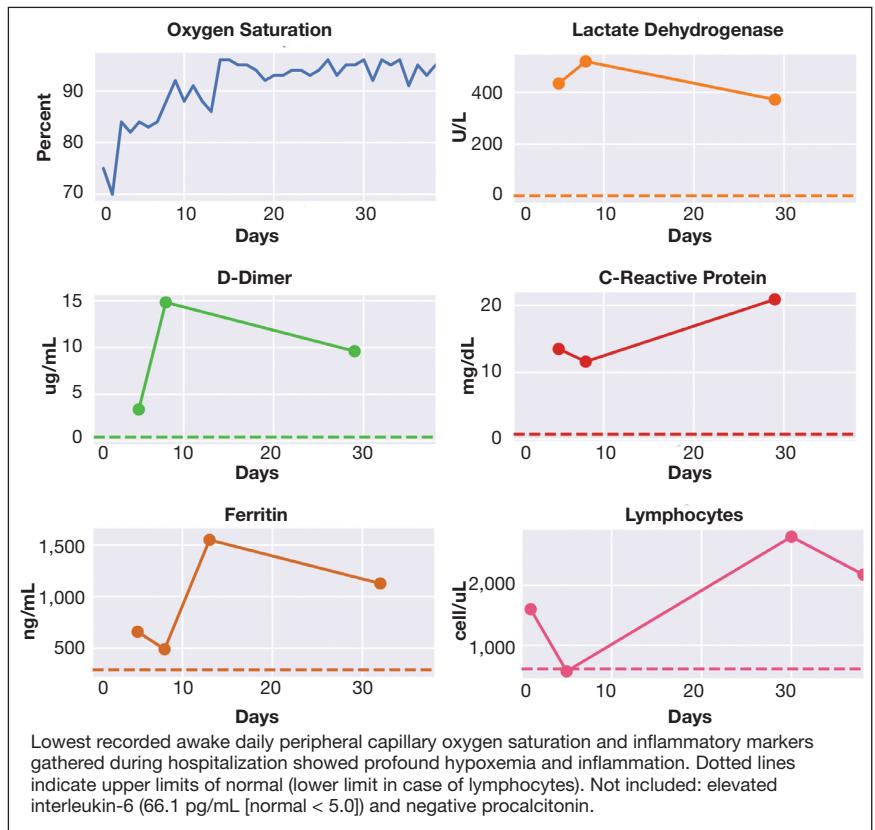 Oxygen Saturation
Percent
90
80
70
0 10 20 30
Days
Lactate Dehydrogenase
U/L
400
200
0
0 10 20 30
Days
D-Dimer
ug/mL
15
10
5
0
0 10 20 30
Days
C-Reactive Protein
mg/dL
20
10
0
0 10 20 30
Days
Ferritin
ng/mL
1,500
1,000
500
0 10 20 30
Days
Lymphocytes
cell/uL
2,000
1,000
0 10 20 30
Days
Lowest recorded awake daily peripheral capillary oxygen saturation and inflammatory markers
gathered during hospitalization showed profound hypoxemia and inflammation. Dotted lines
indicate upper limits of normal (lower limit in case of lymphocytes). Not included: elevated
interleukin-6 (66.1 pg/mL [normal < 5.0]) and negative procalcitonin.